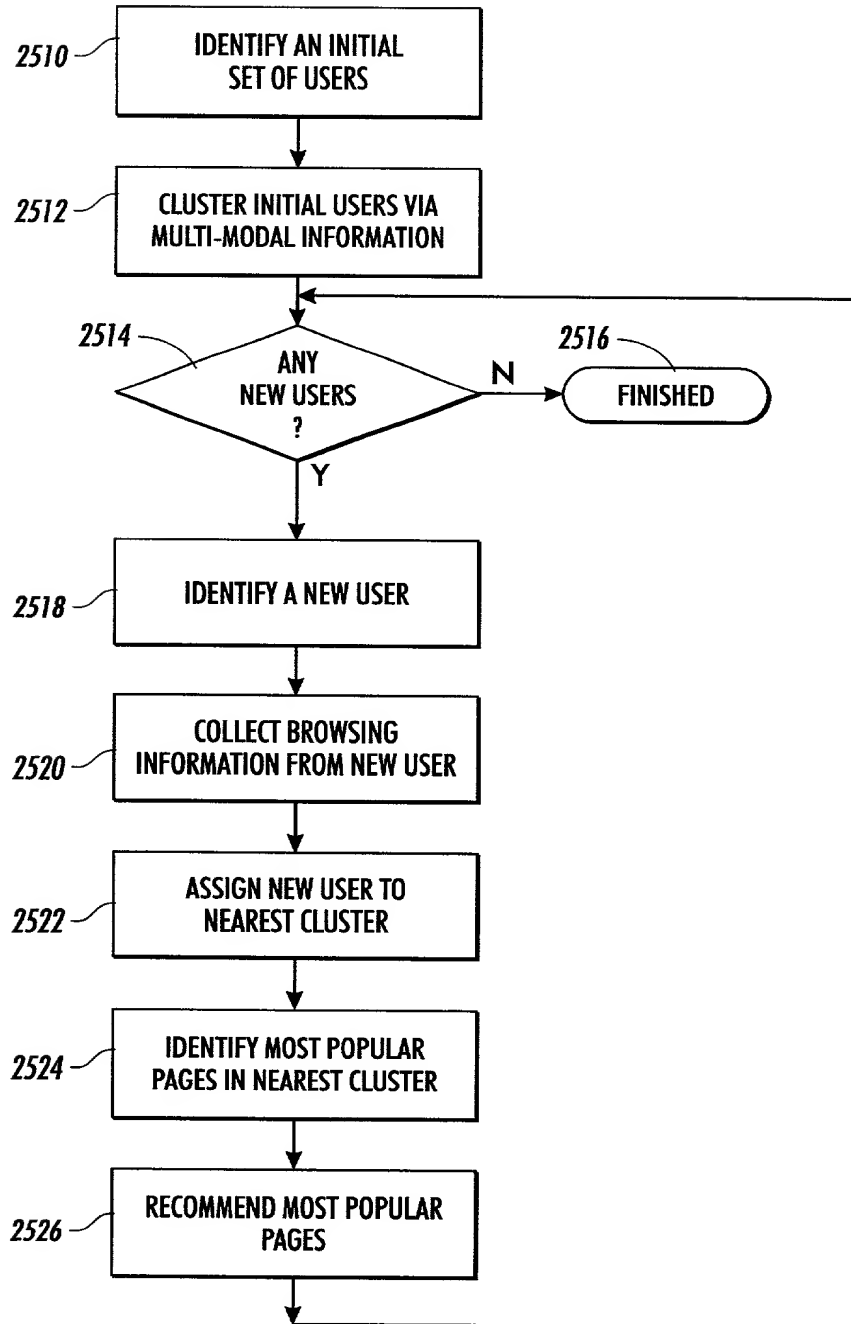 2510
IDENTIFY AN INITIAL
SET OF USERS
2512
CLUSTER INITIAL USERS VIA
MULTI-MODAL INFORMATION
2514
ANY
NEW USERS
?
N
2516
FINISHED
Y
2518
IDENTIFY A NEW USER
2520
COLLECT BROWSING
INFORMATION FROM NEW USER
2522
ASSIGN NEW USER TO
NEAREST CLUSTER
2524
IDENTIFY MOST POPULAR
PAGES IN NEAREST CLUSTER
2526
RECOMMEND MOST POPULAR
PAGES